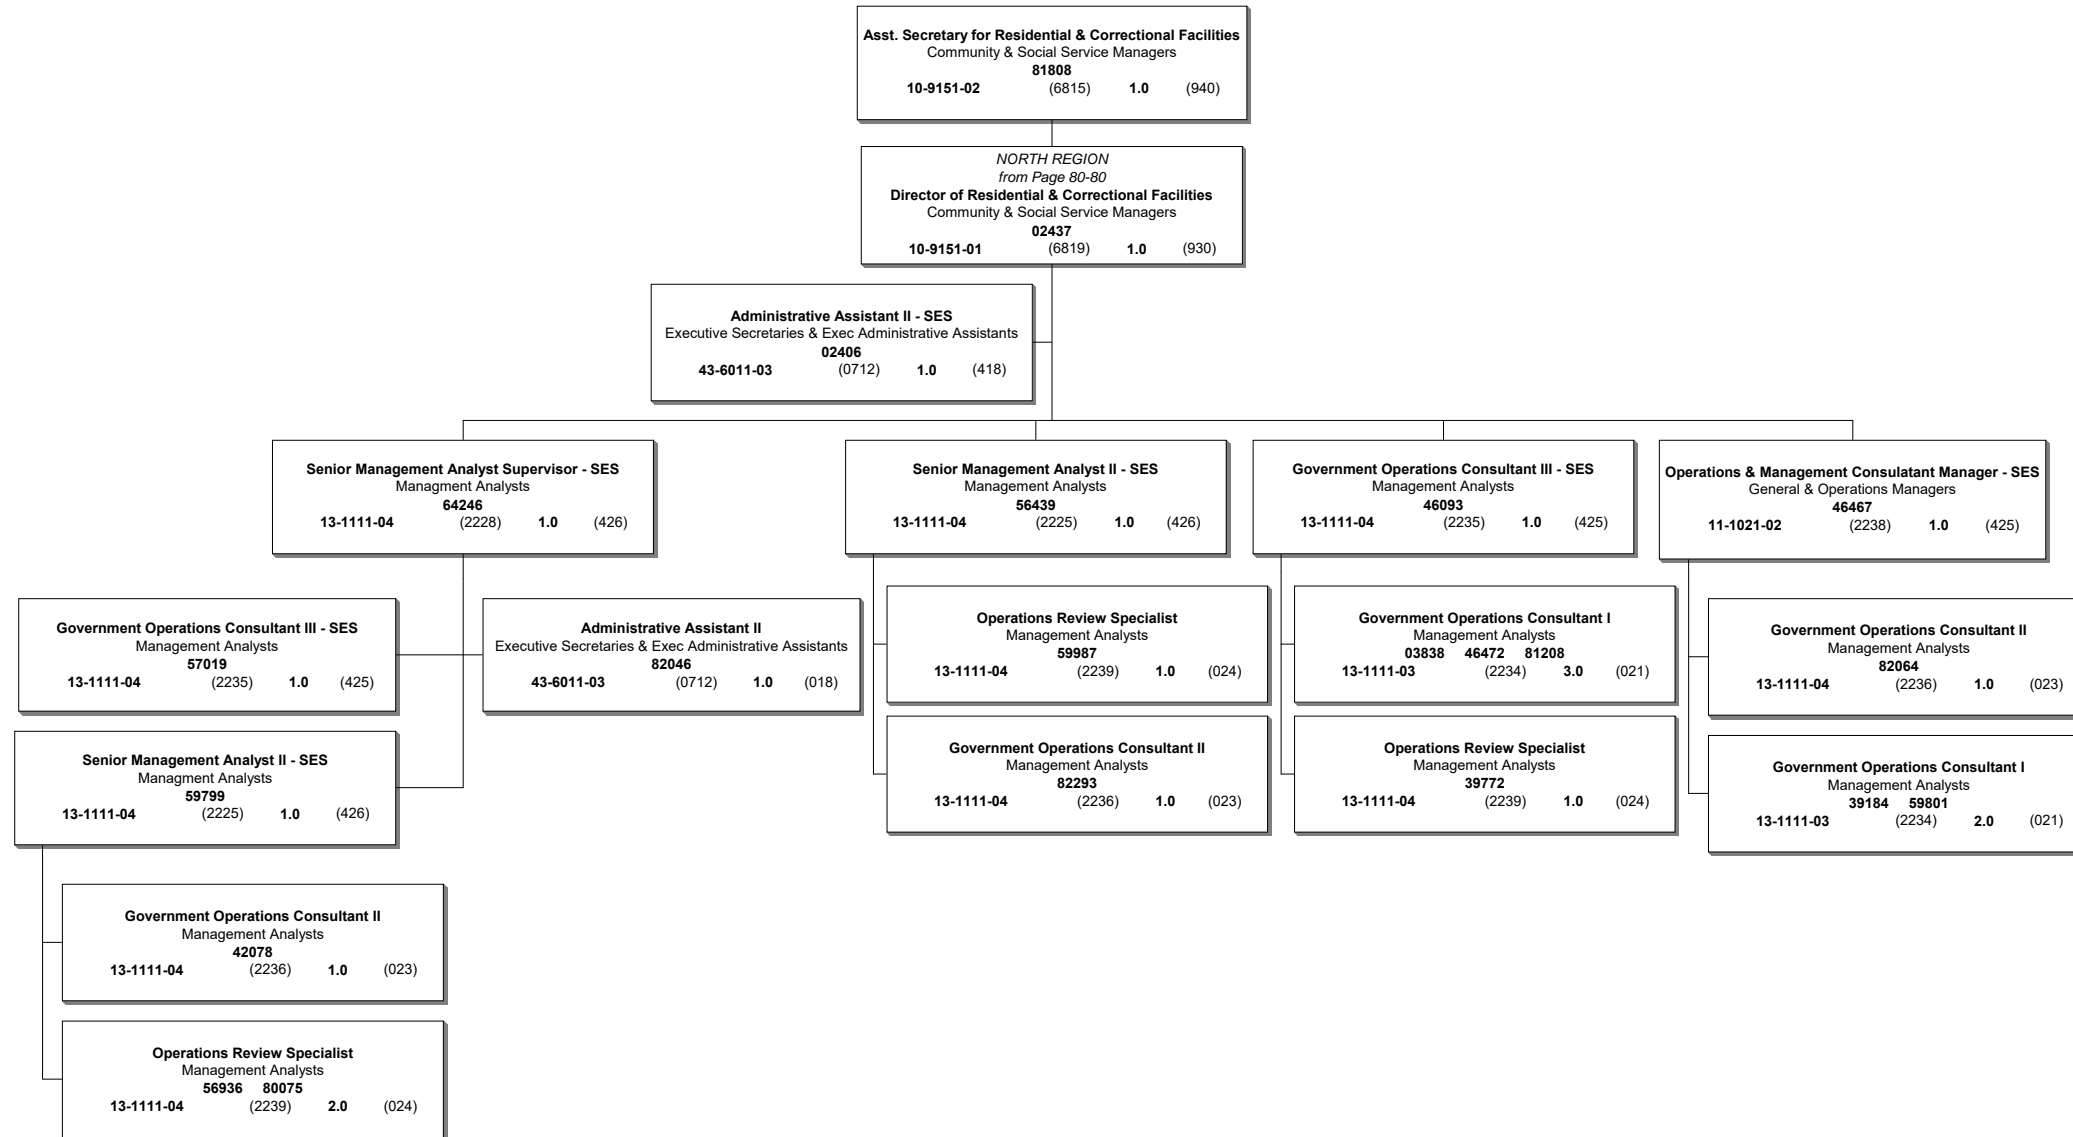 Asst. Secretary for Residential & Correctional Facilities
Community & Social Service Managers
81808
10-9151-02 (6815) 1.0 (940)
NORTH REGION
from Page 80-80
Director of Residential & Correctional Facilities
Community & Social Service Managers
02437
10-9151-01 (6819) 1.0 (930)
Administrative Assistant II - SES
Executive Secretaries & Exec Administrative Assistants
02406
43-6011-03 (0712) 1.0 (418)
Senior Management Analyst Supervisor - SES
Managment Analysts
64246
13-1111-04 (2228) 1.0 (426)
Senior Management Analyst II - SES
Management Analysts
56439
13-1111-04 (2225) 1.0 (426)
Government Operations Consultant III - SES
Management Analysts
46093
13-1111-04 (2235) 1.0 (425)
Operations & Management Consulatant Manager - SES
General & Operations Managers
46467
11-1021-02 (2238) 1.0 (425)
Government Operations Consultant III - SES
Management Analysts
57019
13-1111-04 (2235) 1.0 (425)
Administrative Assistant II
Executive Secretaries & Exec Administrative Assistants
82046
43-6011-03 (0712) 1.0 (018)
Operations Review Specialist
Management Analysts
59987
13-1111-04 (2239) 1.0 (024)
Government Operations Consultant I
Management Analysts
03838 46472 81208
13-1111-03 (2234) 3.0 (021)
Government Operations Consultant II
Management Analysts
82064
13-1111-04 (2236) 1.0 (023)
Senior Management Analyst II - SES
Managment Analysts
59799
13-1111-04 (2225) 1.0 (426)
Government Operations Consultant II
Management Analysts
82293
13-1111-04 (2236) 1.0 (023)
Operations Review Specialist
Management Analysts
39772
13-1111-04 (2239) 1.0 (024)
Government Operations Consultant I
Management Analysts
39184 59801
13-1111-03 (2234) 2.0 (021)
Government Operations Consultant II
Management Analysts
42078
13-1111-04 (2236) 1.0 (023)
Operations Review Specialist
Management Analysts
56936 80075
13-1111-04 (2239) 2.0 (024)